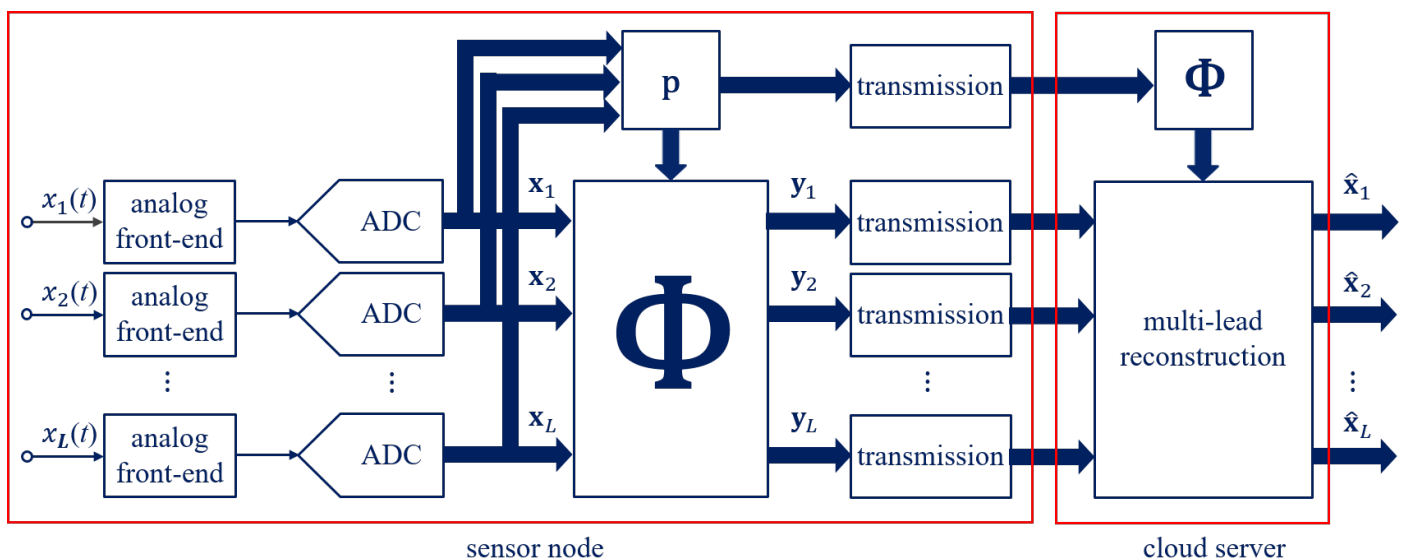 p
transmission
Φ
x₁(t)
analog
front-end
ADC
𝐱₁
Φ
𝐲₁
transmission
multi-lead
reconstruction
x̂₁
x₂(t)
analog
front-end
ADC
𝐱₂
𝐲₂
transmission
x̂₂
⋮
⋮
⋮
⋮
x_L(t)
analog
front-end
ADC
𝐱_L
𝐲_L
transmission
x̂_L
sensor node
cloud server